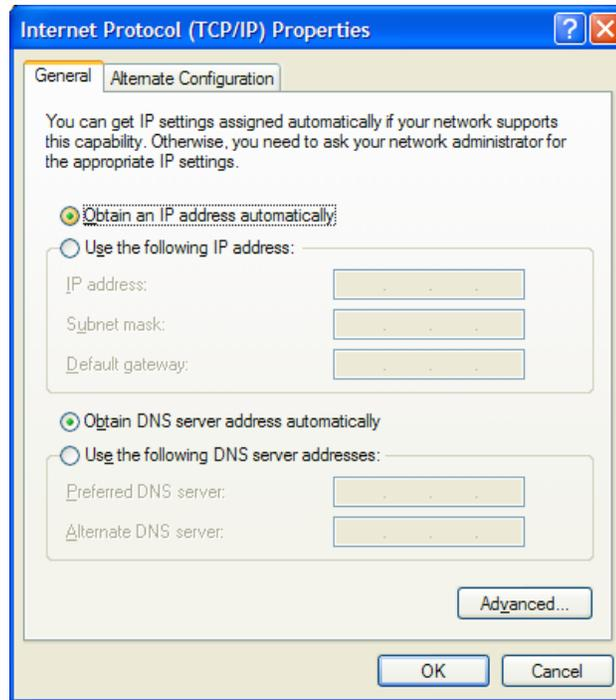 Internet Protocol (TCP/IP) Properties
General
Alternate Configuration
You can get IP settings assigned automatically if your network supports
this capability. Otherwise, you need to ask your network administrator for
the appropriate IP settings.
Obtain an IP address automatically
Use the following IP address:
IP address:
Subnet mask:
Default gateway:
Obtain DNS server address automatically
Use the following DNS server addresses:
Preferred DNS server:
Alternate DNS server:
Advanced...
OK
Cancel